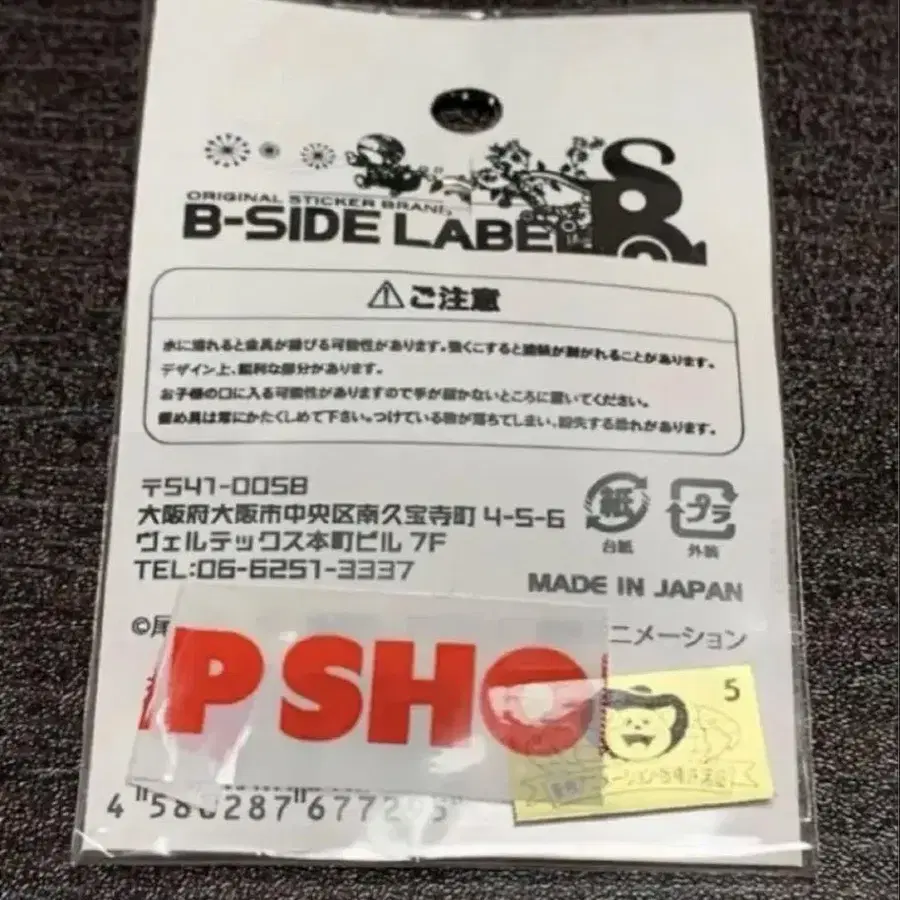 ORIGINAL STICKER BRAND
B-SIDE LABEL
⚠ご注意
水に濡れると金具が錆びる可能性があります。強くこすると塗装が剥がれることがあります。
デザイン上、鋭利な部分があります。
お子様の口に入る可能性がありますので手が届かないところに置いてください。
留め具は常にかたくしめて下さい。つけている物が落ちてしまい、紛失する恐れがあります。
〒541-0058
大阪府大阪市中央区南久宝寺町 4-5-6
ヴェルテックス本町ビル 7F
TEL:06-6251-3337
紙
台紙
プラ
外装
MADE IN JAPAN
©尾
ニメーション
P SHO
5
4 580287 677295